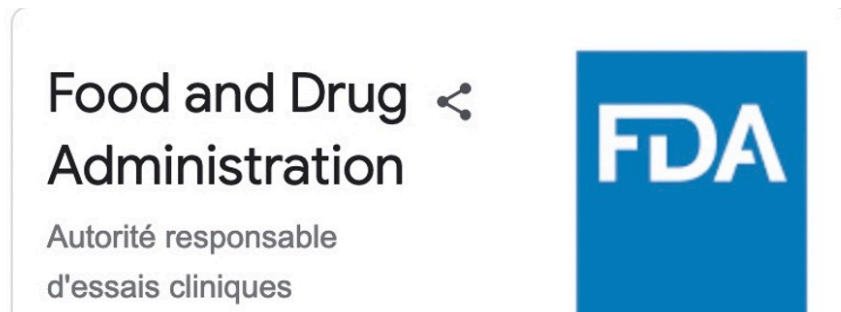 Food and Drug
Administration
Autorité responsable
d'essais cliniques
FDA